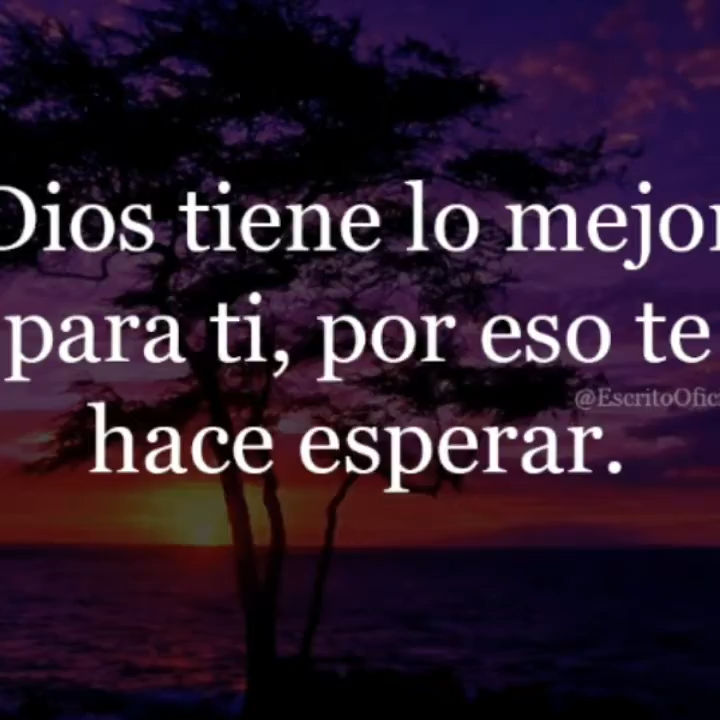 Dios tiene lo mejor
para ti, por eso te
@EscritoOfic
hace esperar.